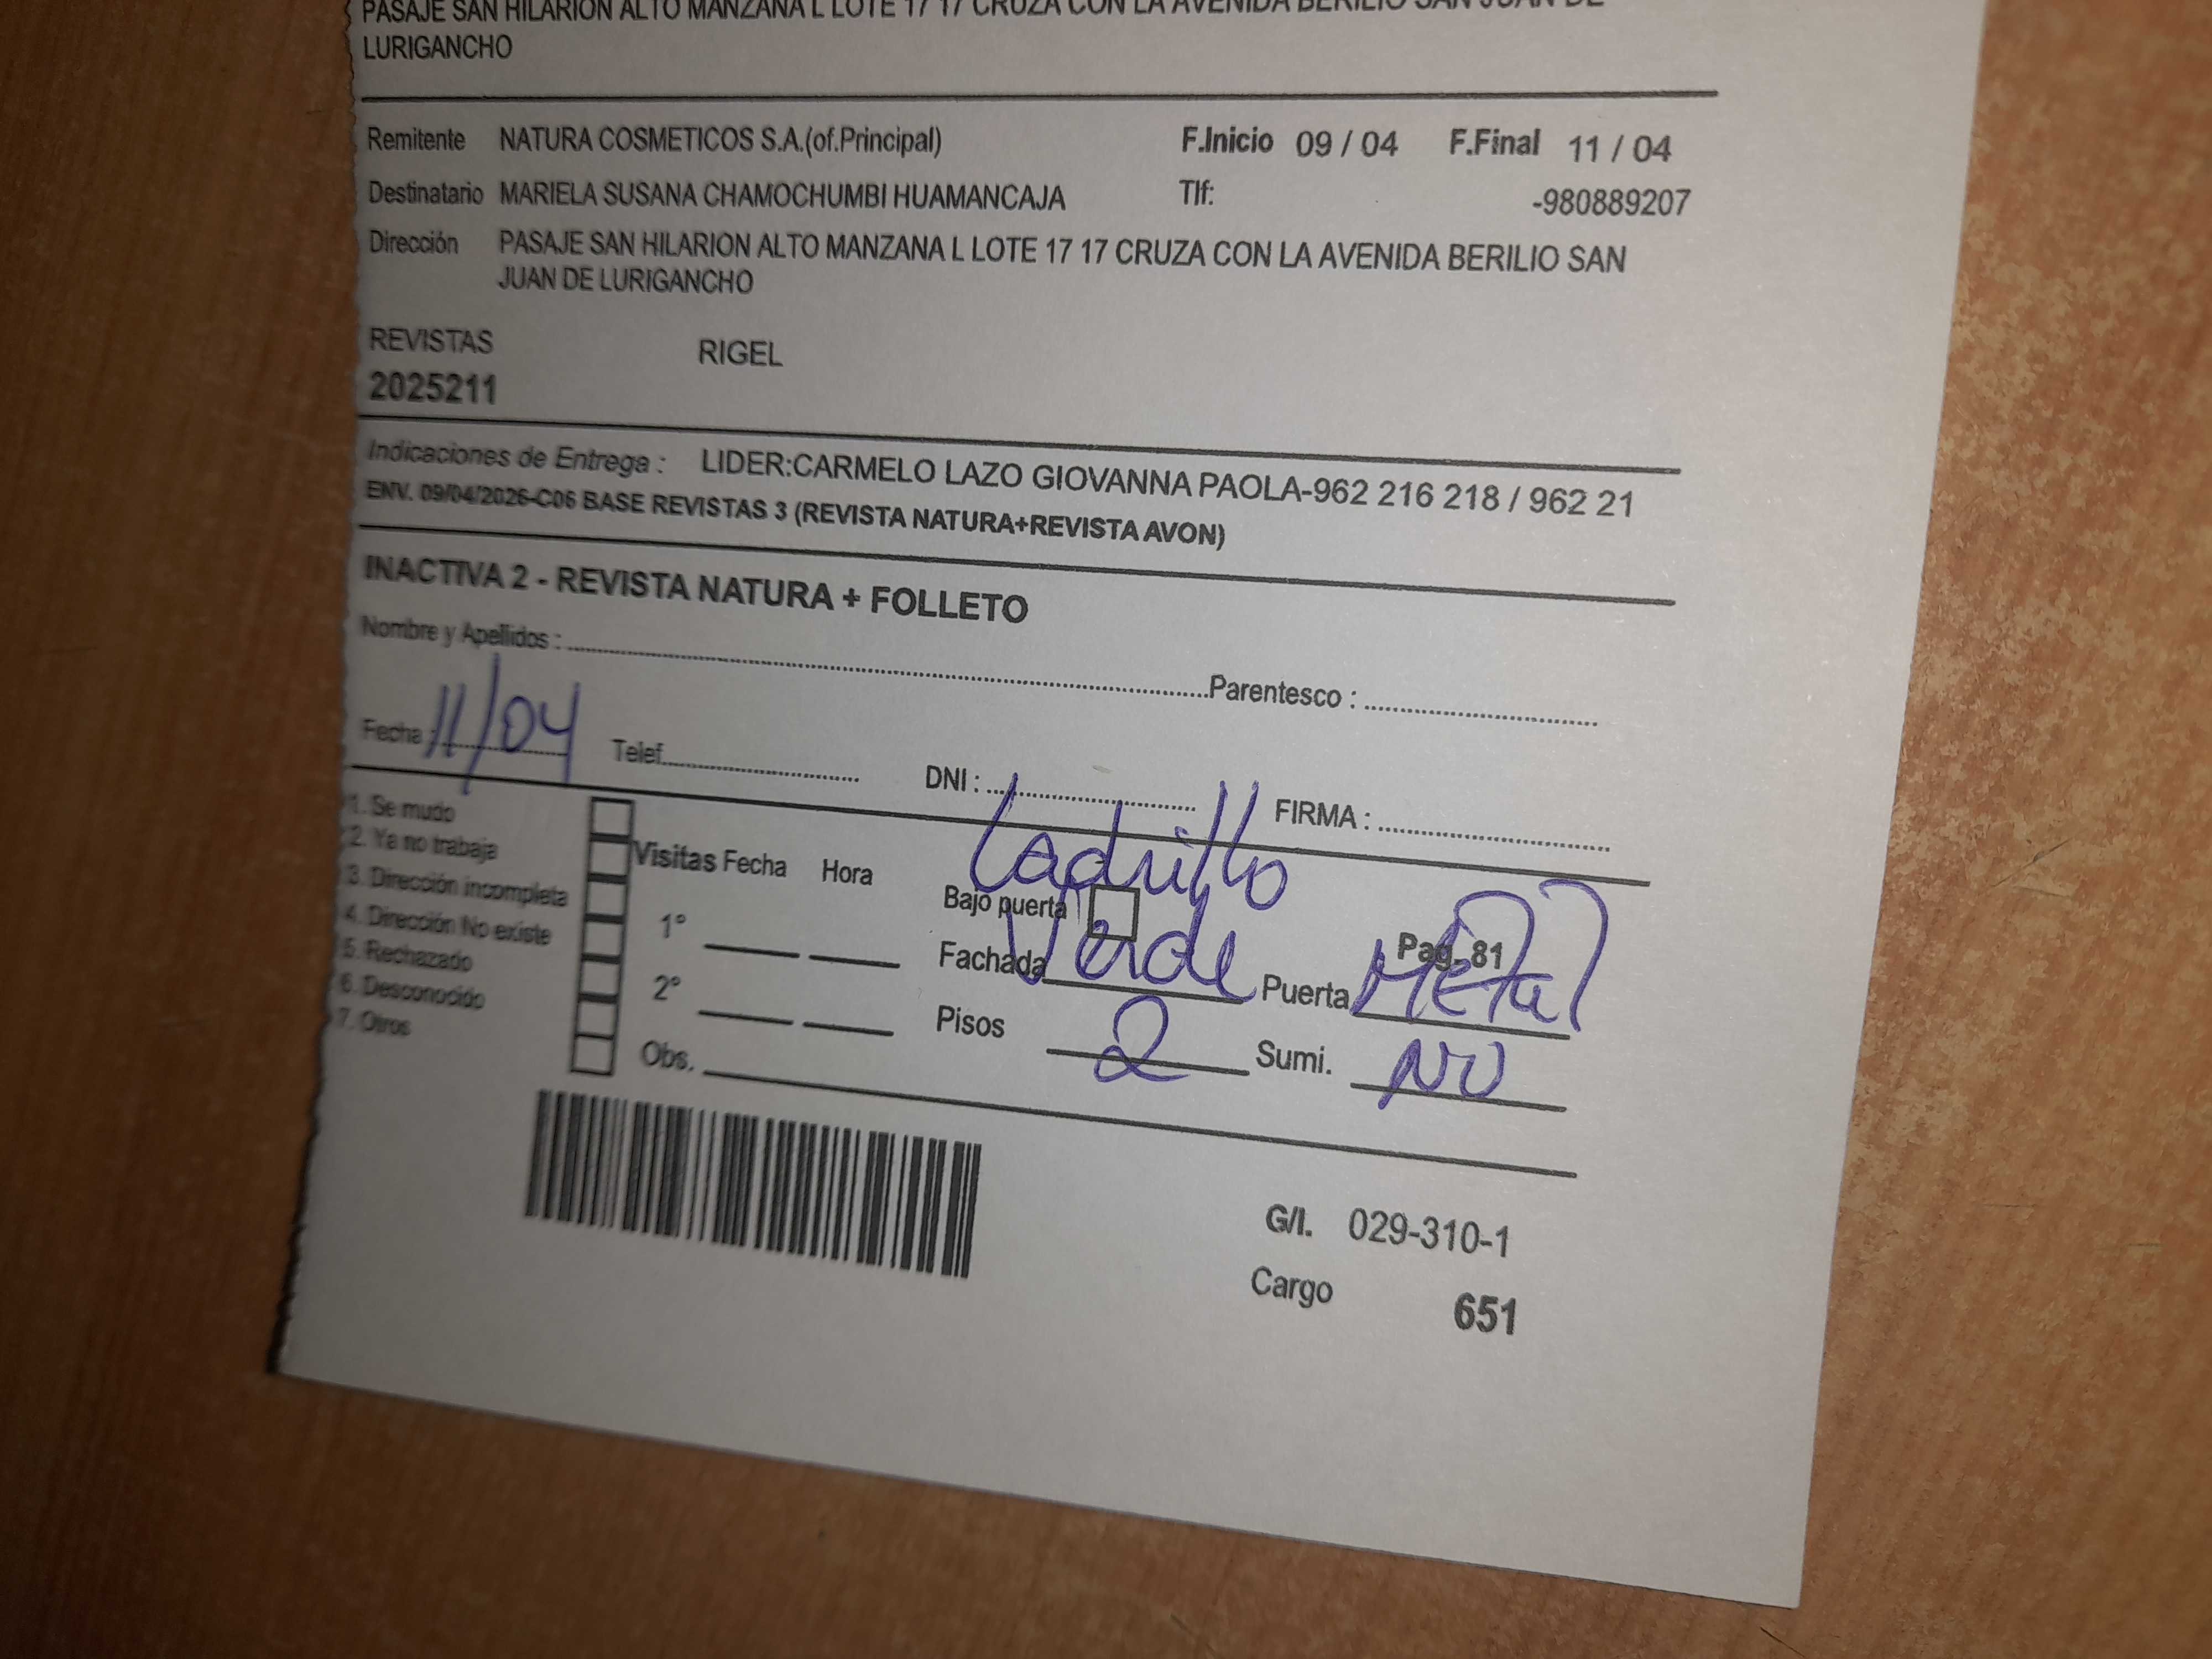 PASAJE SAN HILARION ALTO MANZANA L LOTE 17 17 CRUZA CON LA AVENIDA BERILIO SAN JUAN DE
LURIGANCHO
Remitente NATURA COSMETICOS S.A.(of.Principal) F.Inicio 09 / 04 F.Final 11 / 04
Destinatario MARIELA SUSANA CHAMOCHUMBI HUAMANCAJA Tlf: -980889207
Dirección PASAJE SAN HILARION ALTO MANZANA L LOTE 17 17 CRUZA CON LA AVENIDA BERILIO SAN
JUAN DE LURIGANCHO
REVISTAS RIGEL
2025211
Indicaciones de Entrega : LIDER:CARMELO LAZO GIOVANNA PAOLA-962 216 218 / 962 21
ENV. 09/04/2026-C06 BASE REVISTAS 3 (REVISTA NATURA+REVISTA AVON)
INACTIVA 2 - REVISTA NATURA + FOLLETO
Nombre y Apellidos : Parentesco :
Fecha : 11/04 Telef. DNI : FIRMA :
1. Se mudo
2. Ya no trabaja
3. Dirección incompleta
4. Dirección No existe
5. Rechazado
6. Desconocido
7. Otros
Visitas Fecha Hora
1°
2°
Obs.
Ladrillo
Bajo puerta Pag. 81
Fachada Verde Puerta Metal
Pisos 2 Sumi. NO
G/I. 029-310-1
Cargo 651